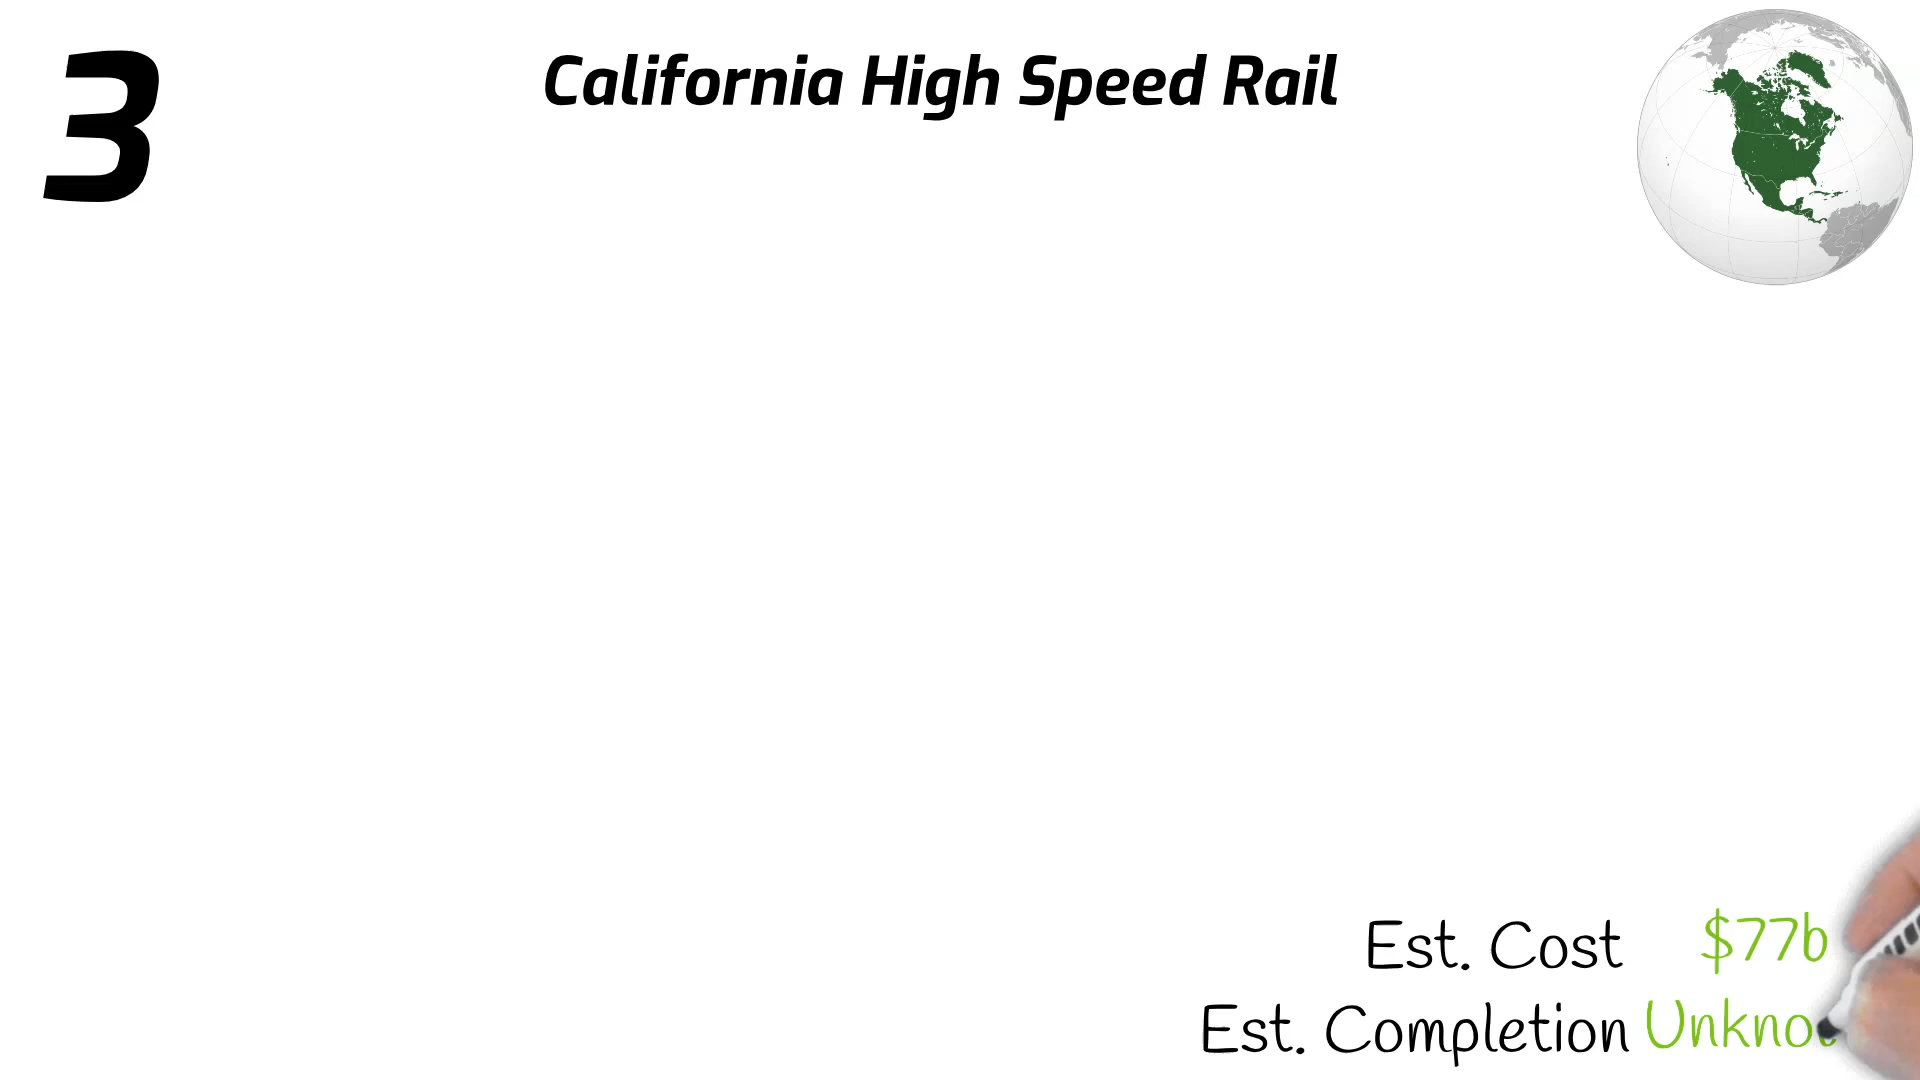 3
California High Speed Rail
Est. Cost $77b
Est. Completion Unkno